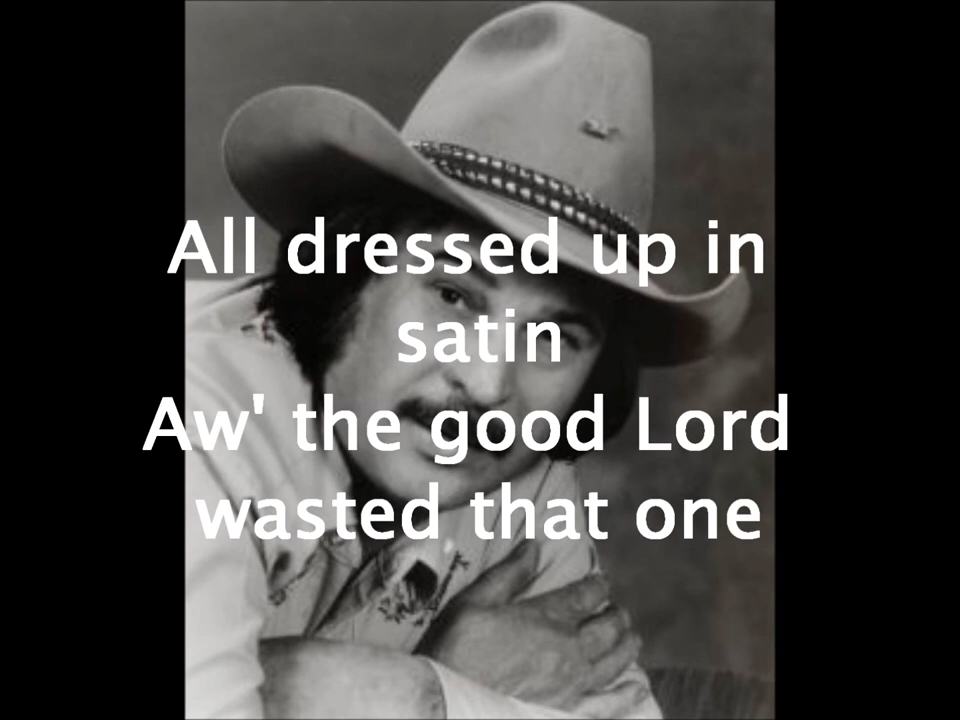 All dressed up in
satin
Aw' the good Lord
wasted that one